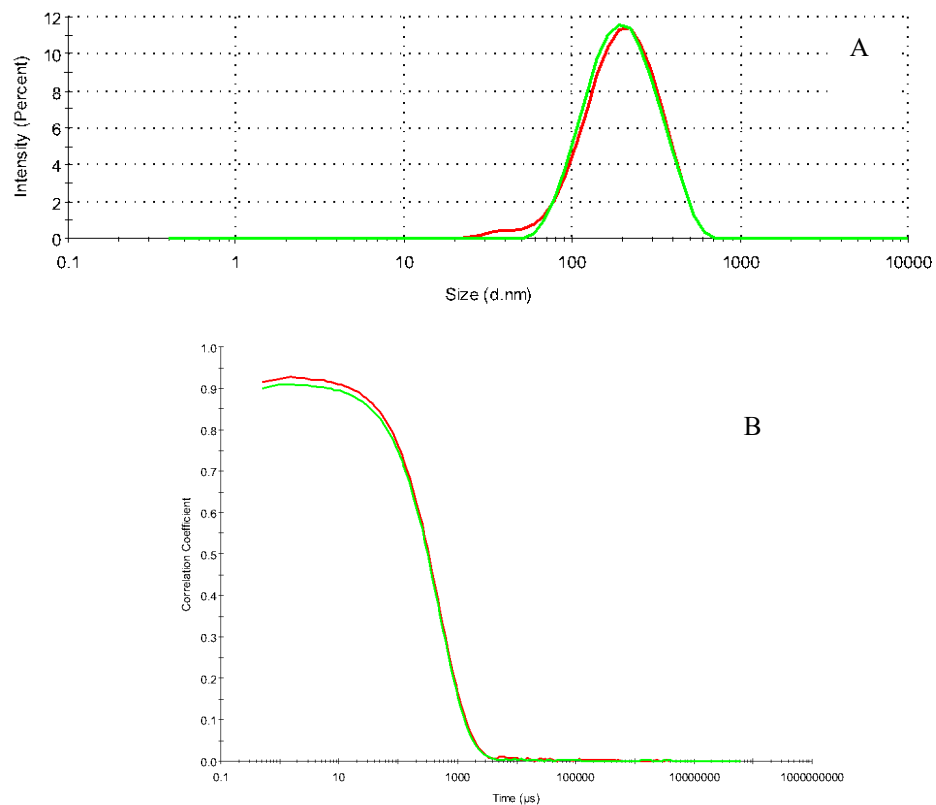 12
10
8
6
4
2
0
Intensity (Percent)
A
0.1 1 10 100 1000 10000
Size (d.nm)
1.0
0.9
0.8
0.7
0.6
0.5
0.4
0.3
0.2
0.1
0.0
Correlation Coefficient
B
0.1 10 1000 100000 10000000 1000000000
Time (µs)